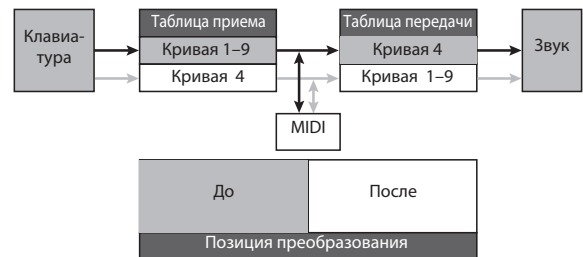 Клавиа-
тура
Таблица приема
Кривая 1–9
Кривая 4
Таблица передачи
Кривая 4
Кривая 1–9
Звук
MIDI
До
После
Позиция преобразования